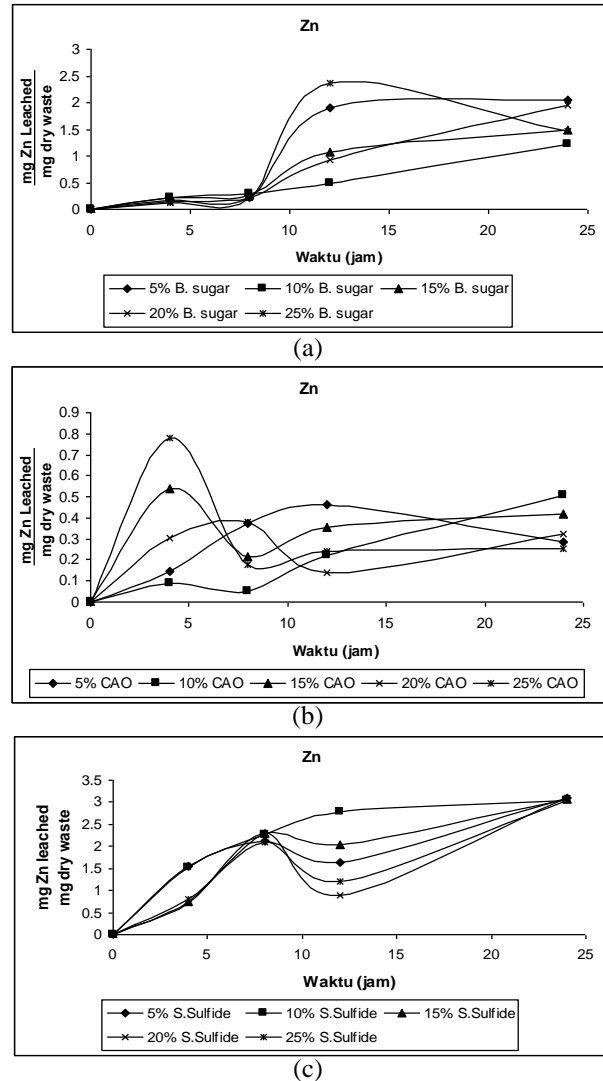 Zn
3
2.5
2
1.5
1
0.5
0
mg Zn Leached
mg dry waste
0 5 10 15 20 25
Waktu (jam)
5% B. sugar 10% B. sugar 15% B. sugar
20% B. sugar 25% B. sugar
(a)
Zn
0.9
0.8
0.7
0.6
0.5
0.4
0.3
0.2
0.1
0
mg Zn Leached
mg dry waste
0 5 10 15 20 25
Waktu (jam)
5% CAO 10% CAO 15% CAO 20% CAO 25% CAO
(b)
Zn
3.5
3
2.5
2
1.5
1
0.5
0
mg Zn leached
mg dry waste
0 5 10 15 20 25
Waktu (jam)
5% S.Sulfide 10% S.Sulfide 15% S.Sulfide
20% S.Sulfide 25% S.Sulfide
(c)